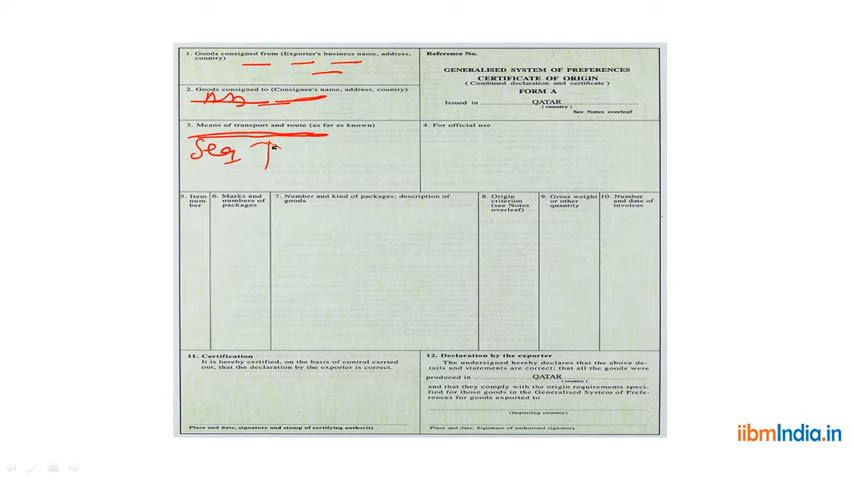 1. Goods consigned from (Exporter's business name, address,
country)
2. Goods consigned to (Consignee's name, address, country)
3. Means of transport and route (as far as known)
Sea
Reference No.
GENERALISED SYSTEM OF PREFERENCES
CERTIFICATE OF ORIGIN
(Combined declaration and certificate)
FORM A
Issued in QATAR
(country)
See Notes overleaf
4. For official use
5. Item
num
ber
6. Marks and
numbers of
packages
7. Number and kind of packages; description of
goods
8. Origin
criterion
(see Notes
overleaf)
9. Gross weight
or other
quantity
10. Number
and date of
invoices
11. Certification
It is hereby certified, on the basis of control carried
out, that the declaration by the exporter is correct.
Place and date, signature and stamp of certifying authority
12. Declaration by the exporter
The undersigned hereby declares that the above de-
tails and statements are correct; that all the goods were
produced in QATAR
(country)
and that they comply with the origin requirements speci-
fied for those goods in the Generalised System of Prefe-
rences for goods exported to
(importing country)
Place and date, Signature of authorised signatory
iibmIndia.in